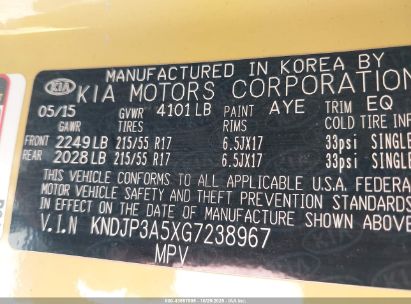 MANUFACTURED IN KOREA BY
KIA KIA MOTORS CORPORATION
05/15 GVWR 4101 LB PAINT AYE TRIM EQ
GAWR TIRES RIMS COLD TIRE INF
FRONT 2249 LB 215/55 R17 6.5JX17 33psi SINGLE
REAR 2028 LB 215/55 R17 6.5JX17 33psi SINGL
THIS VEHICLE CONFORMS TO ALL APPLICABLE U.S.A. FEDERA
MOTOR VEHICLE SAFETY AND THEFT PREVENTION STANDARDS
IN EFFECT ON THE DATE OF MANUFACTURE SHOWN ABOVE
V.I.N KNDJP3A5XG7238967
MPV